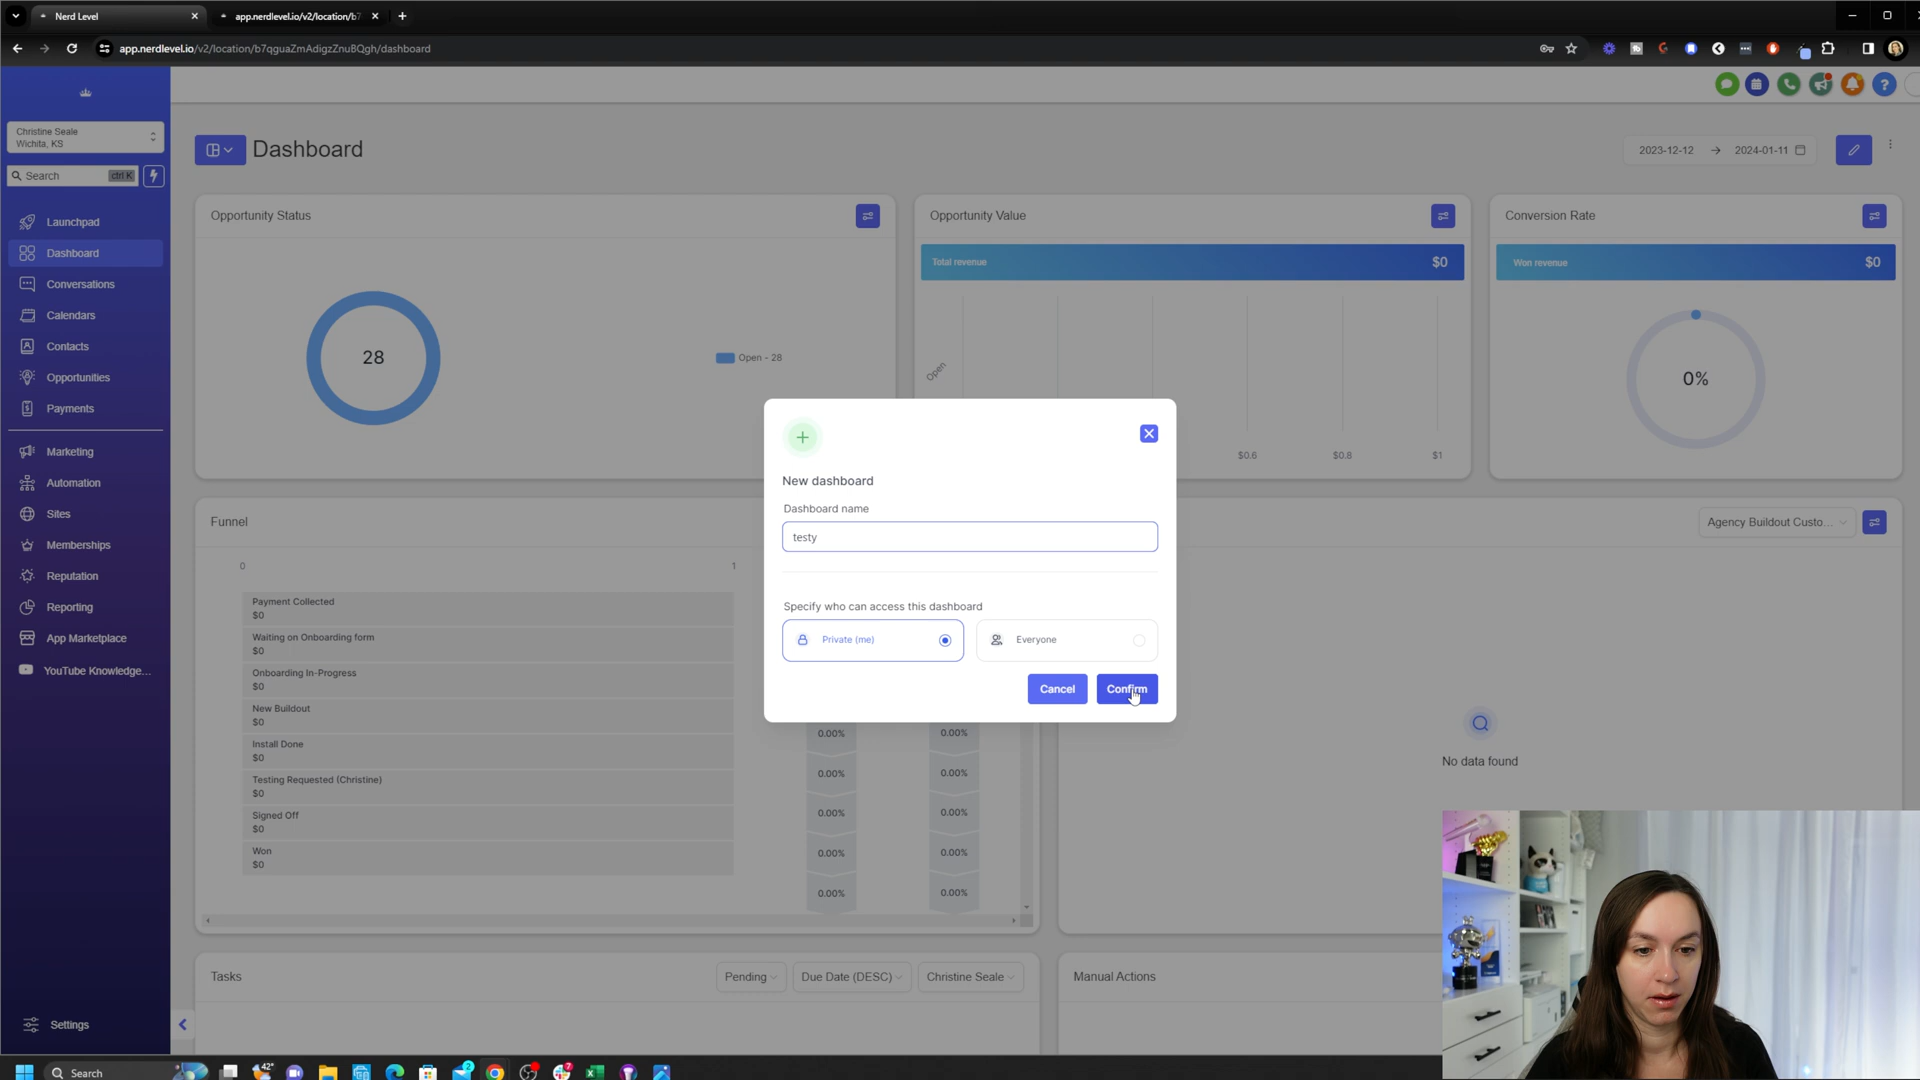 Nerd Level
app.nerdlevel.io/v2/location/b7
app.nerdlevel.io/v2/location/b7qguaZmAdigzZnuBQgh/dashboard
Christine Seale
Wichita, KS
Search
ctrl K
Launchpad
Dashboard
Conversations
Calendars
Contacts
Opportunities
Payments
Marketing
Automation
Sites
Memberships
Reputation
Reporting
App Marketplace
YouTube Knowledge...
Settings
Dashboard
2023-12-12 → 2024-01-11
Opportunity Status
28
Open - 28
Opportunity Value
Total revenue $0
Open
$0.6 $0.8 $1
Conversion Rate
Won revenue $0
0%
New dashboard
Dashboard name
testy
Specify who can access this dashboard
Private (me)
Everyone
Cancel
Confirm
Funnel
0 1
Payment Collected
$0
Waiting on Onboarding form
$0
Onboarding In-Progress
$0
New Buildout
$0
Install Done
$0
Testing Requested (Christine)
$0
Signed Off
$0
Won
$0
0.00% 0.00%
0.00% 0.00%
0.00% 0.00%
0.00% 0.00%
0.00% 0.00%
Agency Buildout Custo...
No data found
Tasks
Pending
Due Date (DESC)
Christine Seale
Manual Actions
Search
42°
2